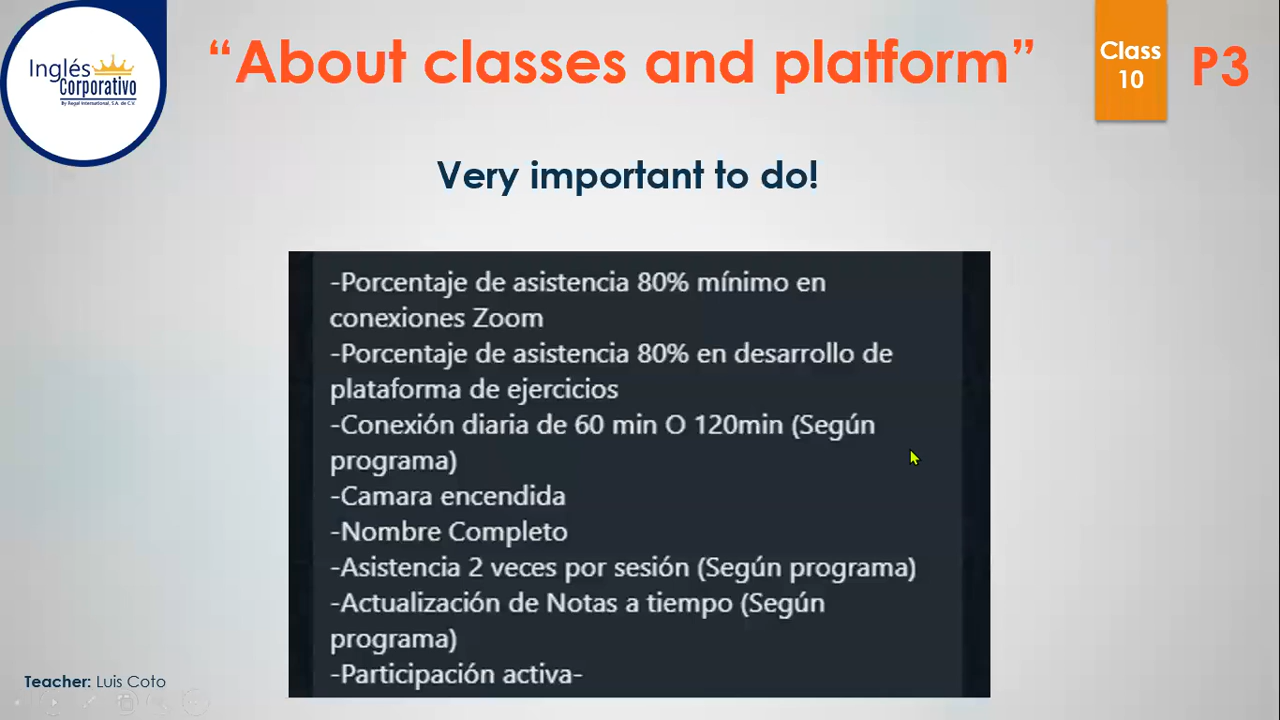 Inglés
Corporativo
By Regal International, S.A. de C.V.
“About classes and platform”
Class
10
P3
Very important to do!
-Porcentaje de asistencia 80% mínimo en
conexiones Zoom
-Porcentaje de asistencia 80% en desarrollo de
plataforma de ejercicios
-Conexión diaria de 60 min O 120min (Según
programa)
-Camara encendida
-Nombre Completo
-Asistencia 2 veces por sesión (Según programa)
-Actualización de Notas a tiempo (Según
programa)
-Participación activa-
Teacher: Luis Coto